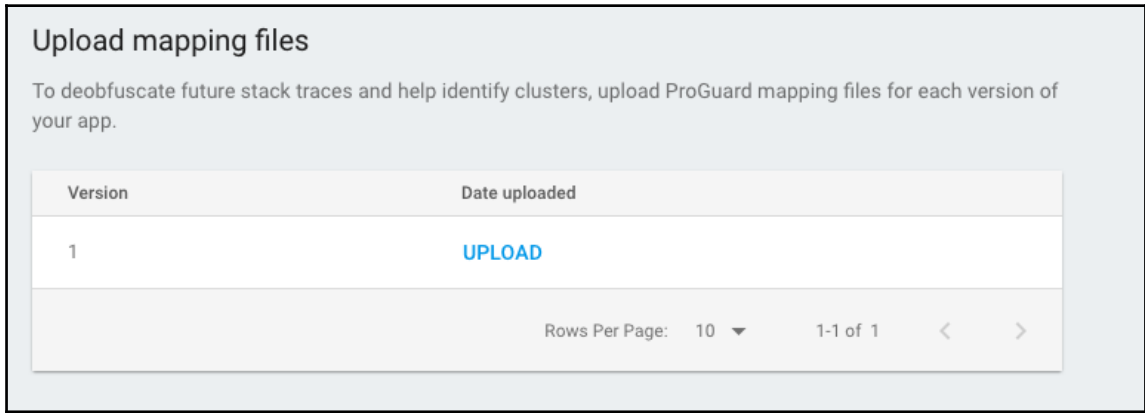 Upload mapping files
To deobfuscate future stack traces and help identify clusters, upload ProGuard mapping files for each version of
your app.
Version Date uploaded
1 UPLOAD
Rows Per Page: 10 1-1 of 1